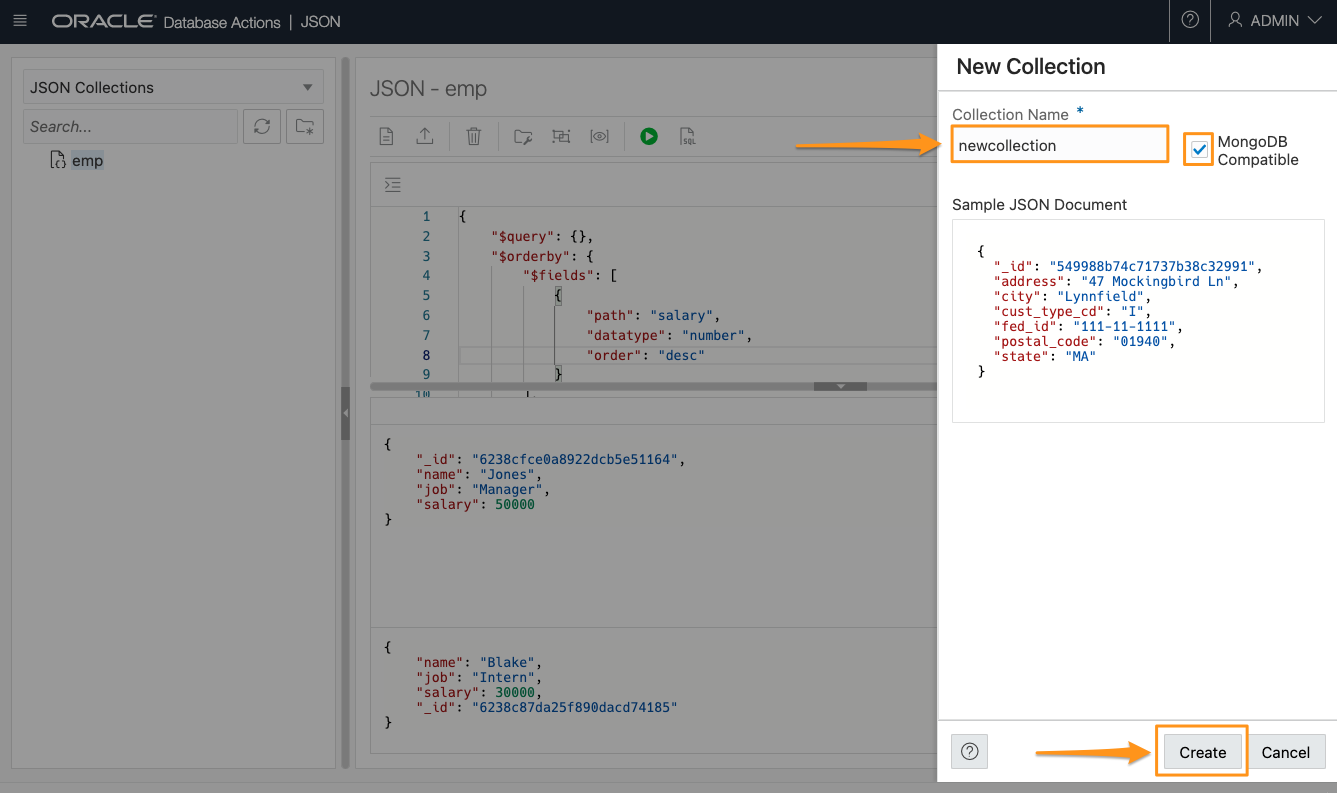 ORACLE Database Actions | JSON
ADMIN
JSON Collections
Search...
emp
JSON - emp
SQL
1 {
2 "$query": {},
3 "$orderby": {
4 "$fields": [
5 {
6 "path": "salary",
7 "datatype": "number",
8 "order": "desc"
9 }
10
{
"_id": "6238cfce0a8922dcb5e51164",
"name": "Jones",
"job": "Manager",
"salary": 50000
}
{
"name": "Blake",
"job": "Intern",
"salary": 30000,
"_id": "6238c87da25f890dacd74185"
}
New Collection
Collection Name *
newcollection
MongoDB
Compatible
Sample JSON Document
{
"_id": "549988b74c71737b38c32991",
"address": "47 Mockingbird Ln",
"city": "Lynnfield",
"cust_type_cd": "I",
"fed_id": "111-11-1111",
"postal_code": "01940",
"state": "MA"
}
Create
Cancel